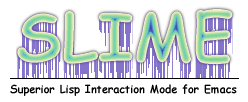 SLIME
Superior Lisp Interaction Mode for Emacs